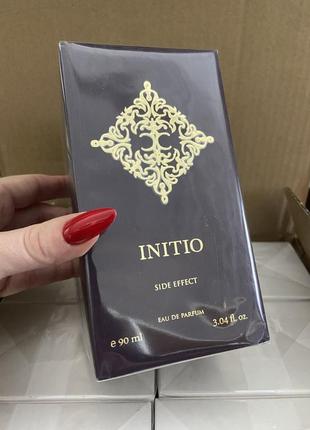 INITIO
SIDE EFFECT
EAU DE PARFUM
e 90 ml 3.04 fl. oz.